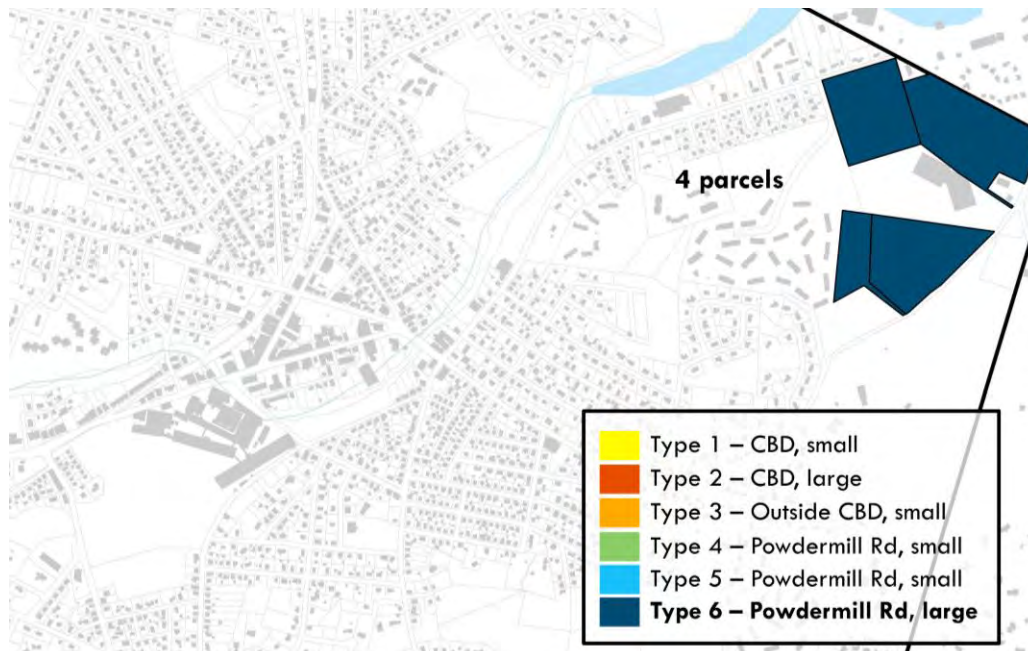 4 parcels
Type 1 – CBD, small
Type 2 – CBD, large
Type 3 – Outside CBD, small
Type 4 – Powdermill Rd, small
Type 5 – Powdermill Rd, small
Type 6 – Powdermill Rd, large